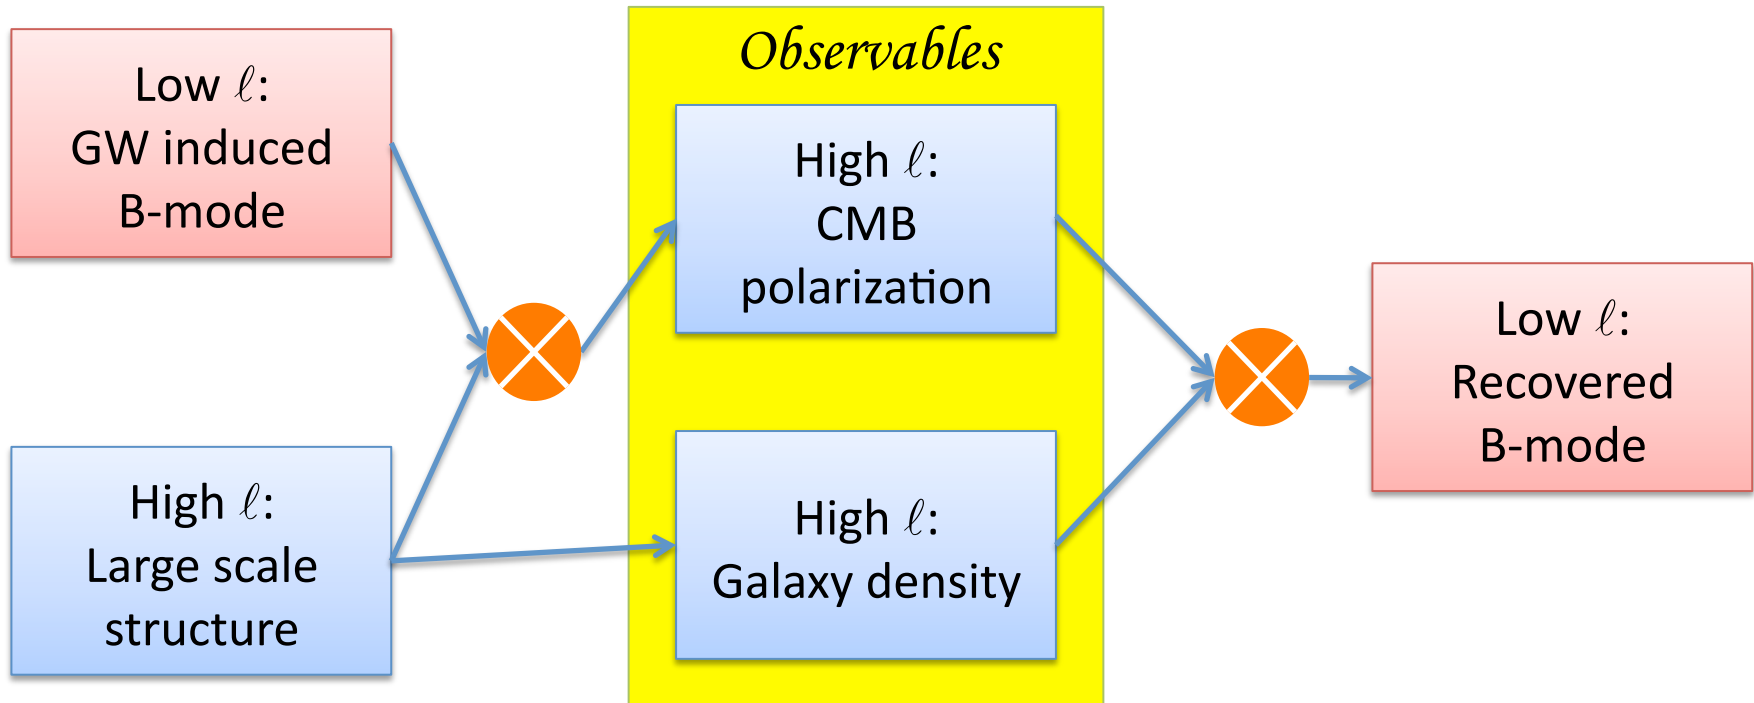 Low ℓ:
GW induced
B-mode
High ℓ:
Large scale
structure
Observables
High ℓ:
CMB
polarization
High ℓ:
Galaxy density
Low ℓ:
Recovered
B-mode